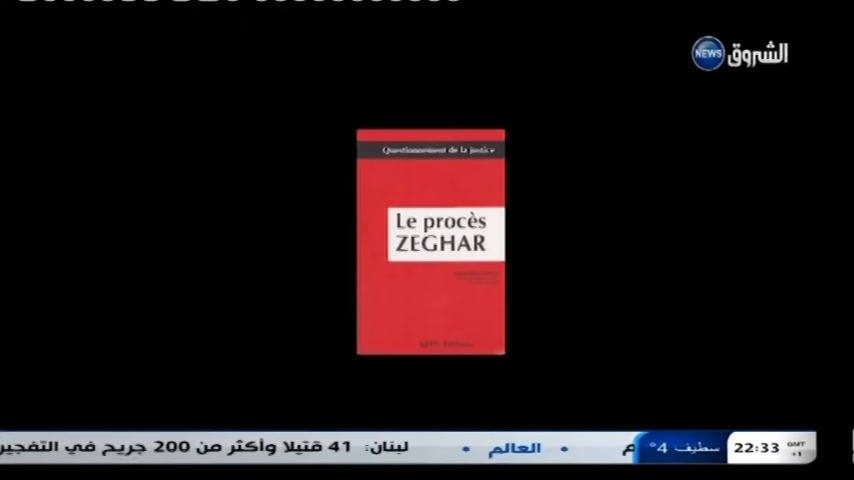 الشروق
NEWS
Questionnement de la justice
Le procès
ZEGHAR
لبنان: 41 قتيلا وأكثر من 200 جريح في
• العالم •
سطيف 4°
22:33
GMT
+1